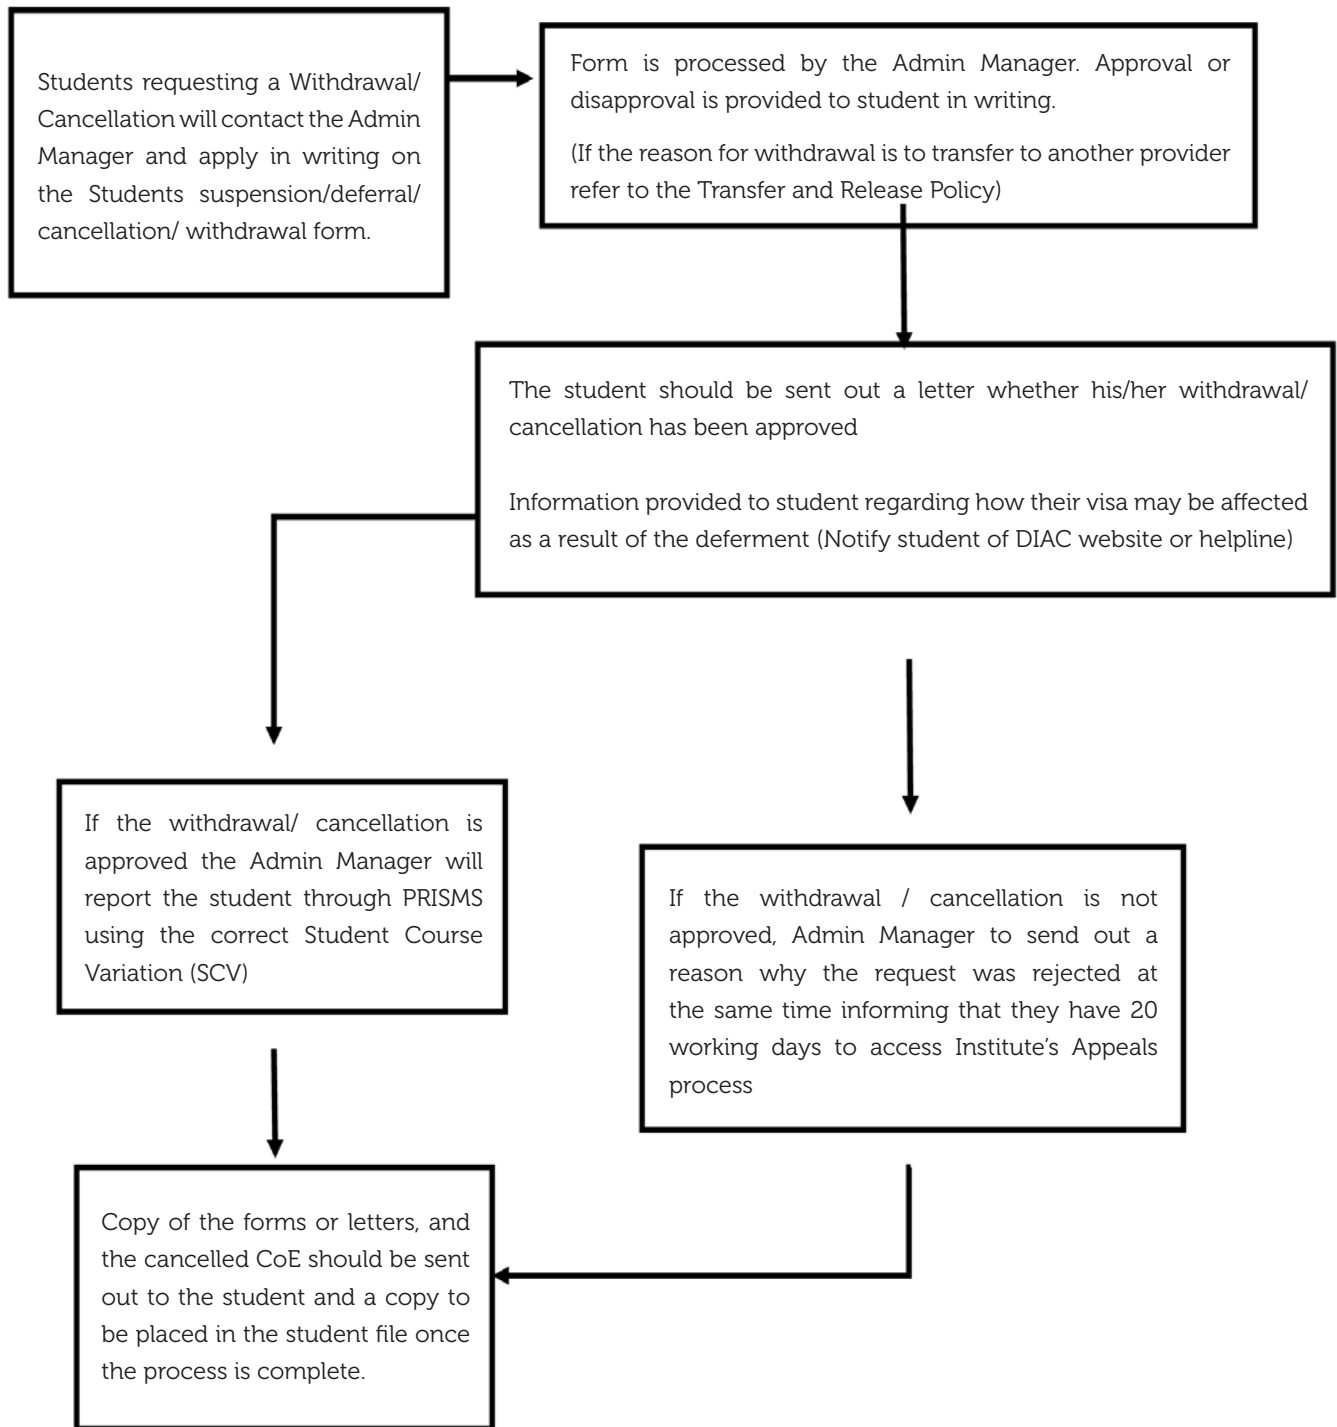 Students requesting a Withdrawal/
Cancellation will contact the Admin
Manager and apply in writing on
the Students suspension/deferral/
cancellation/ withdrawal form.
Form is processed by the Admin Manager. Approval or
disapproval is provided to student in writing.
(If the reason for withdrawal is to transfer to another provider
refer to the Transfer and Release Policy)
The student should be sent out a letter whether his/her withdrawal/
cancellation has been approved
Information provided to student regarding how their visa may be affected
as a result of the deferment (Notify student of DIAC website or helpline)
If the withdrawal/ cancellation is
approved the Admin Manager will
report the student through PRISMS
using the correct Student Course
Variation (SCV)
If the withdrawal / cancellation is not
approved, Admin Manager to send out a
reason why the request was rejected at
the same time informing that they have 20
working days to access Institute’s Appeals
process
Copy of the forms or letters, and
the cancelled CoE should be sent
out to the student and a copy to
be placed in the student file once
the process is complete.